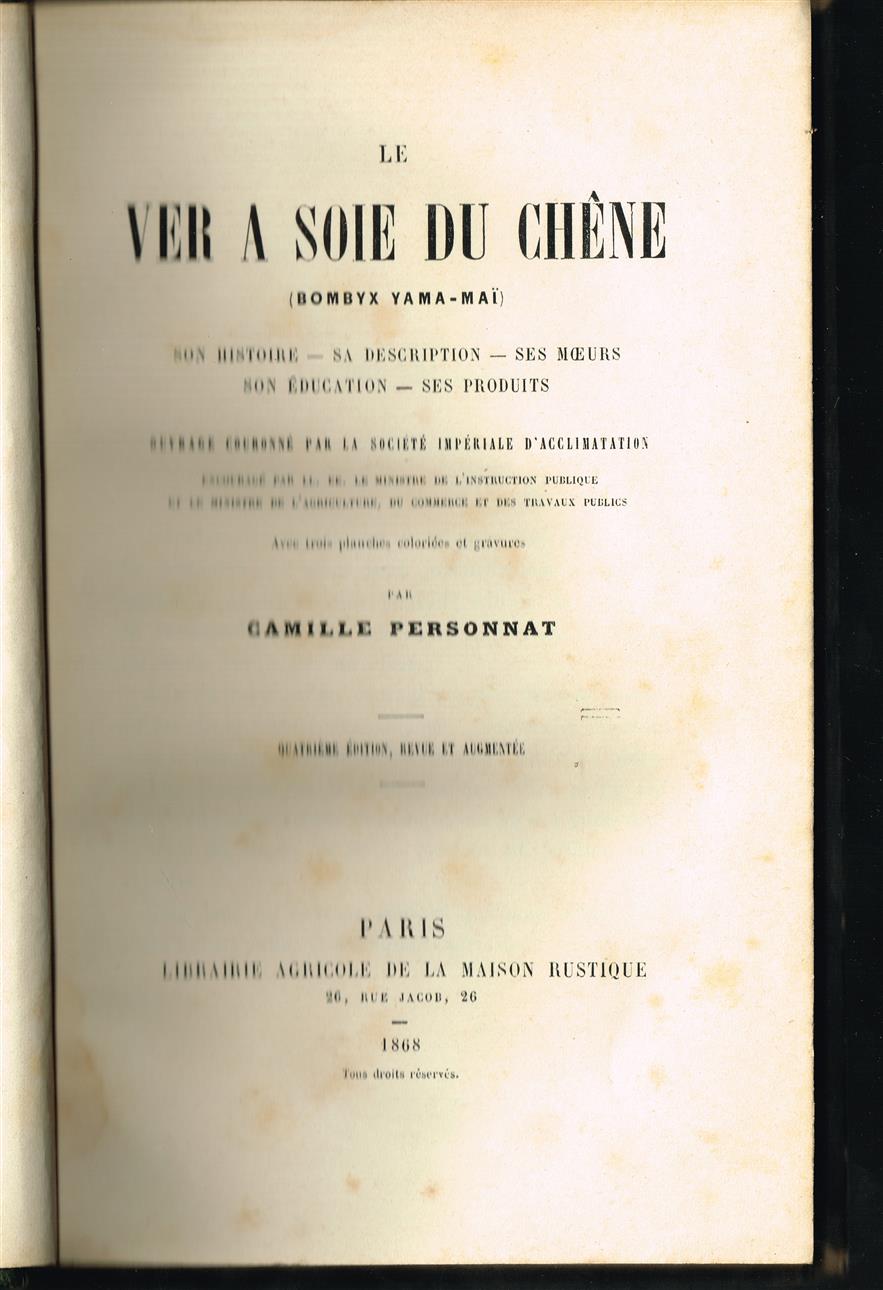 LE
VER A SOIE DU CHÊNE
(BOMBYX YAMA-MAÏ)
SON HISTOIRE — SA DESCRIPTION — SES MŒURS
SON ÉDUCATION — SES PRODUITS
OUVRAGE COURONNÉ PAR LA SOCIÉTÉ IMPÉRIALE D'ACCLIMATATION
ENCOURAGÉ PAR LL. EE. LE MINISTRE DE L'INSTRUCTION PUBLIQUE
ET LE MINISTRE DE L'AGRICULTURE, DU COMMERCE ET DES TRAVAUX PUBLICS
Avec trois planches coloriées et gravures
PAR
CAMILLE PERSONNAT
QUATRIÈME ÉDITION, REVUE ET AUGMENTÉE
PARIS
LIBRAIRIE AGRICOLE DE LA MAISON RUSTIQUE
26, RUE JACOB, 26
1868
Tous droits réservés.